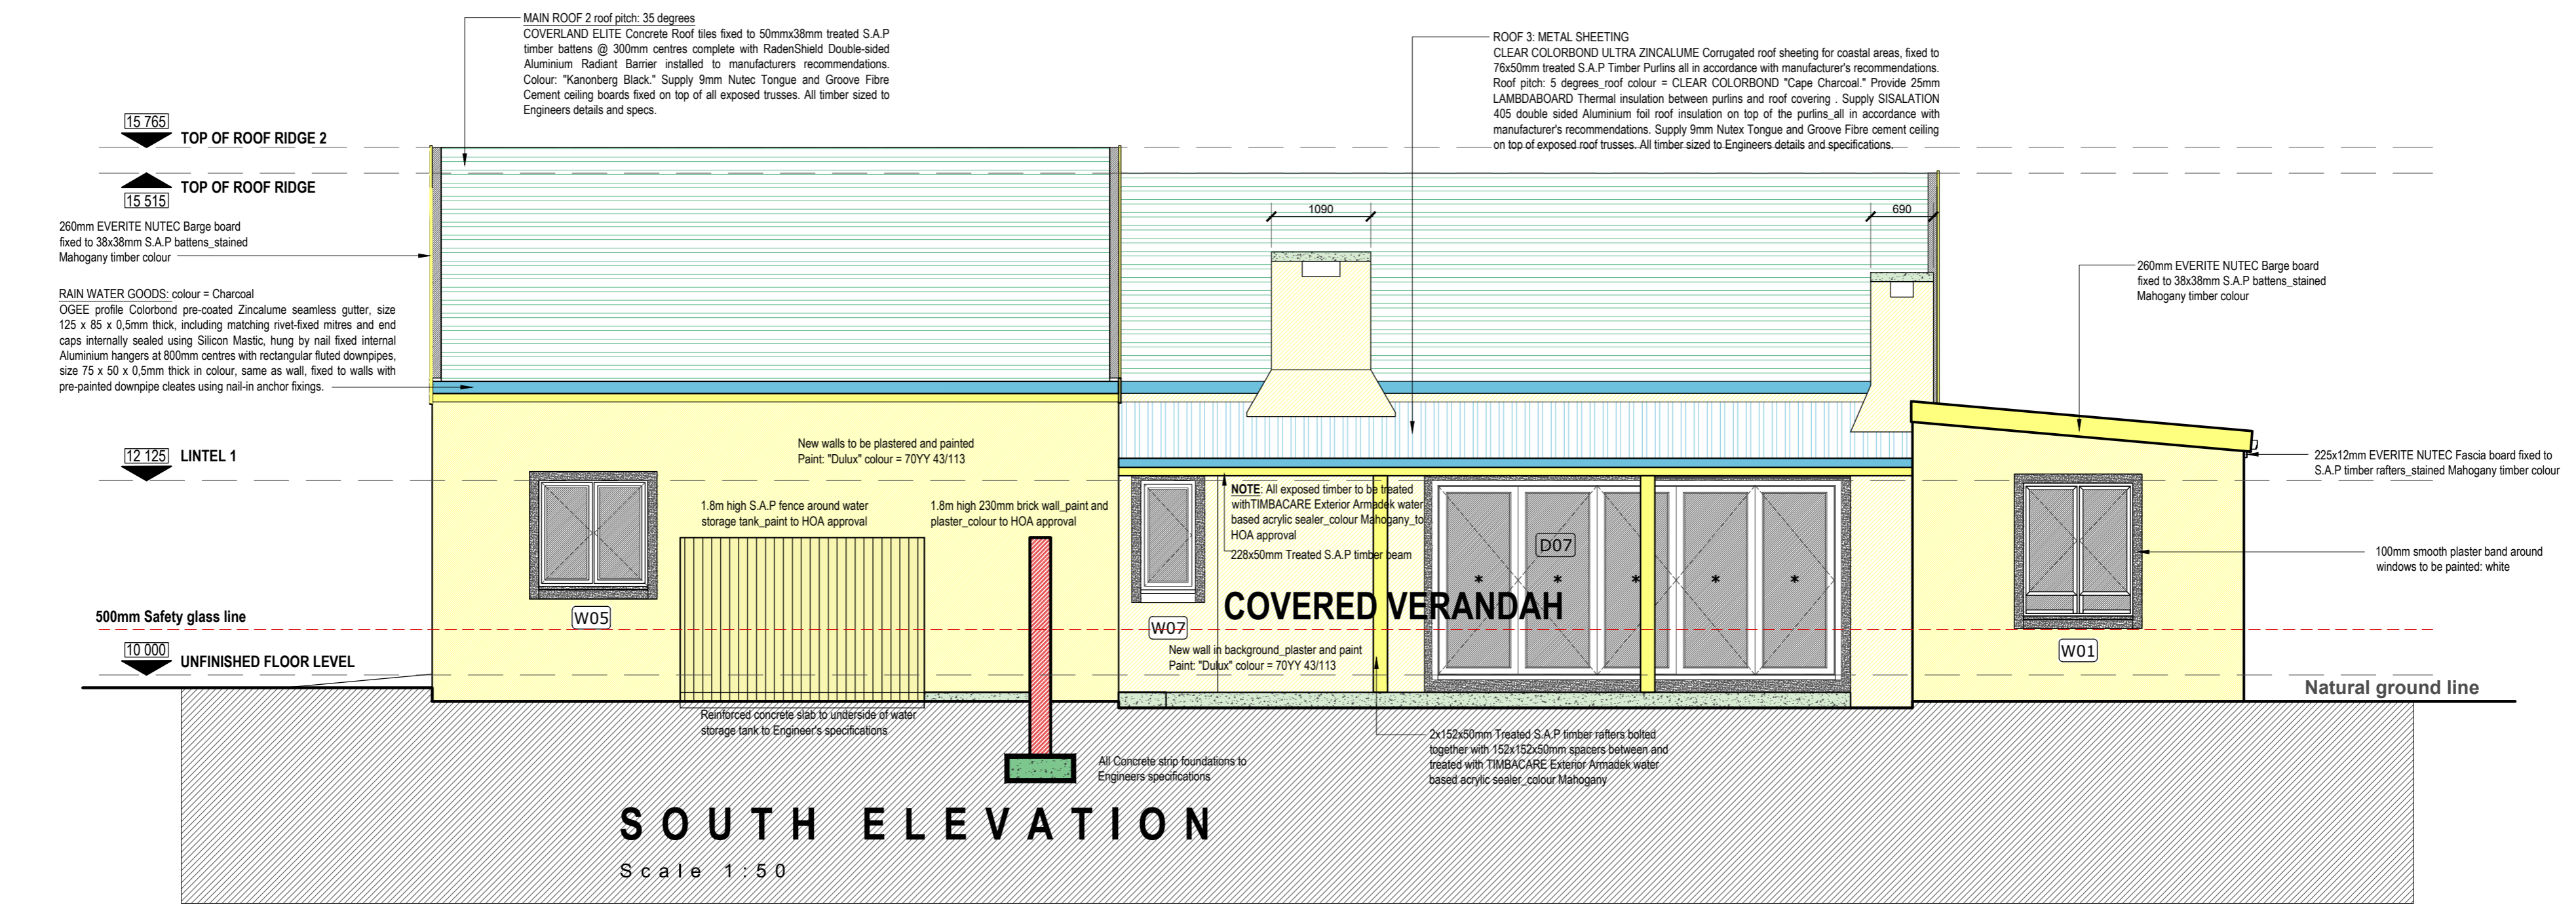 MAIN ROOF 2 roof pitch: 35 degrees
COVERLAND ELITE Concrete Roof tiles fixed to 50mmx38mm treated S.A.P
timber battens @ 300mm centres complete with RadenShield Double-sided
Aluminium Radiant Barrier installed to manufacturers recommendations.
Colour: "Kanonberg Black." Supply 9mm Nutec Tongue and Groove Fibre
Cement ceiling boards fixed on top of all exposed trusses. All timber sized to
Engineers details and specs.
ROOF 3: METAL SHEETING
CLEAR COLORBOND ULTRA ZINCALUME Corrugated roof sheeting for coastal areas, fixed to
76x50mm treated S.A.P Timber Purlins all in accordance with manufacturer's recommendations.
Roof pitch: 5 degrees_roof colour = CLEAR COLORBOND "Cape Charcoal." Provide 25mm
LAMBDABOARD Thermal insulation between purlins and roof covering . Supply SISALATION
405 double sided Aluminium foil roof insulation on top of the purlins_all in accordance with
manufacturer's recommendations. Supply 9mm Nutex Tongue and Groove Fibre cement ceiling
on top of exposed roof trusses. All timber sized to Engineers details and specifications.
15 765
TOP OF ROOF RIDGE 2
TOP OF ROOF RIDGE
15 515
260mm EVERITE NUTEC Barge board
fixed to 38x38mm S.A.P battens_stained
Mahogany timber colour
1090
690
260mm EVERITE NUTEC Barge board
fixed to 38x38mm S.A.P battens_stained
Mahogany timber colour
RAIN WATER GOODS: colour = Charcoal
OGEE profile Colorbond pre-coated Zincalume seamless gutter, size
125 x 85 x 0,5mm thick, including matching rivet-fixed mitres and end
caps internally sealed using Silicon Mastic, hung by nail fixed internal
Aluminium hangers at 800mm centres with rectangular fluted downpipes,
size 75 x 50 x 0,5mm thick in colour, same as wall, fixed to walls with
pre-painted downpipe cleates using nail-in anchor fixings.
12 125
LINTEL 1
New walls to be plastered and painted
Paint: "Dulux" colour = 70YY 43/113
225x12mm EVERITE NUTEC Fascia board fixed to
S.A.P timber rafters_stained Mahogany timber colour
1.8m high S.A.P fence around water
storage tank_paint to HOA approval
1.8m high 230mm brick wall_paint and
plaster_colour to HOA approval
NOTE: All exposed timber to be treated
withTIMBACARE Exterior Armadek water
based acrylic sealer_colour Mahogany_to
HOA approval
228x50mm Treated S.A.P timber beam
D07
* * * * *
100mm smooth plaster band around
windows to be painted: white
COVERED VERANDAH
500mm Safety glass line
W05
W07
W01
10 000
UNFINISHED FLOOR LEVEL
New wall in background_plaster and paint
Paint: "Dulux" colour = 70YY 43/113
Natural ground line
Reinforced concrete slab to underside of water
storage tank to Engineer's specifications
All Concrete strip foundations to
Engineers specifications
2x152x50mm Treated S.A.P timber rafters bolted
together with 152x152x50mm spacers between and
treated with TIMBACARE Exterior Armadek water
based acrylic sealer_colour Mahogany
SOUTH ELEVATION
Scale 1:50